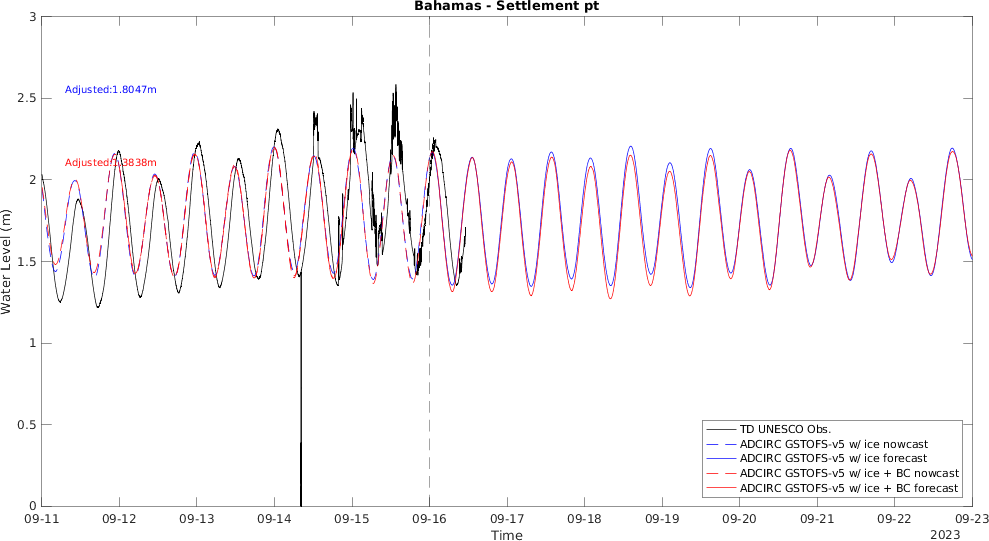 Bahamas - Settlement pt
Water Level (m)
3
2.5
2
1.5
1
0.5
0
Adjusted:1.8047m
Adjusted: .3838m
TD UNESCO Obs.
ADCIRC GSTOFS-v5 w/ ice nowcast
ADCIRC GSTOFS-v5 w/ ice forecast
ADCIRC GSTOFS-v5 w/ ice + BC nowcast
ADCIRC GSTOFS-v5 w/ ice + BC forecast
09-11 09-12 09-13 09-14 09-15 09-16 09-17 09-18 09-19 09-20 09-21 09-22 09-23
Time
2023